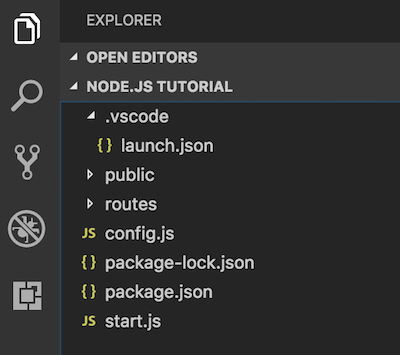 EXPLORER
OPEN EDITORS
NODE.JS TUTORIAL
.vscode
{} launch.json
public
routes
JS config.js
{} package-lock.json
{} package.json
JS start.js